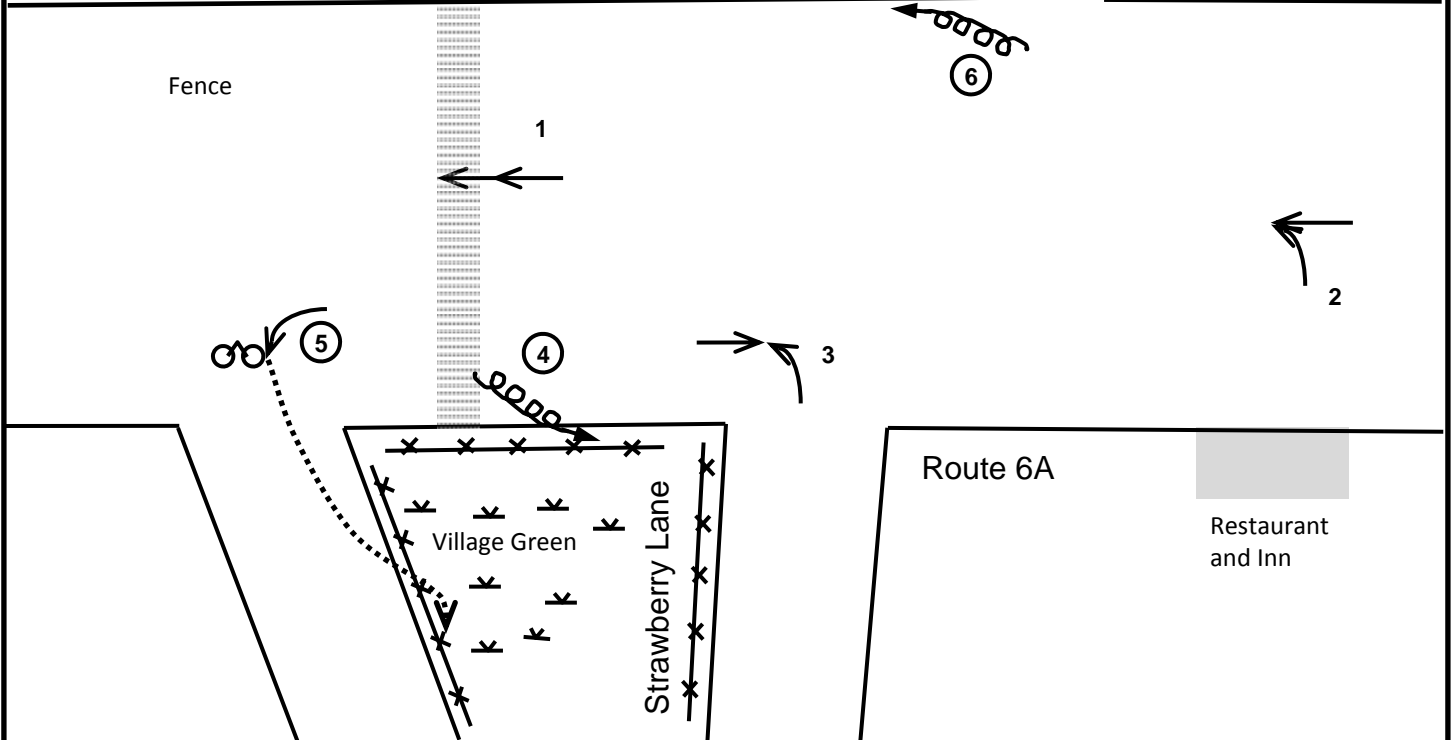 6
Fence
1
2
5
4
3
Route 6A
Strawberry Lane
Restaurant
and Inn
Village Green